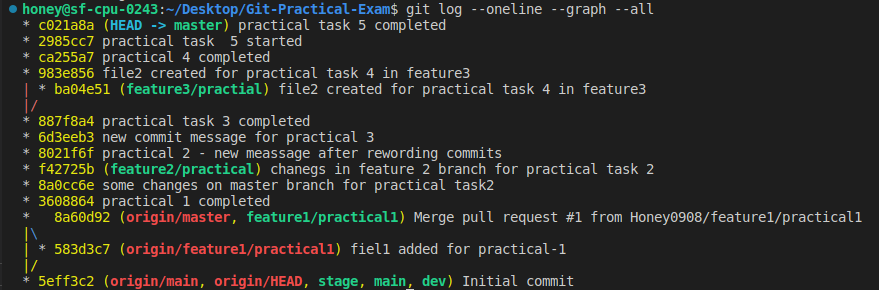 honey@sf-cpu-0243:~/Desktop/Git-Practical-Exam$ git log --oneline --graph --all
* c021a8a (HEAD -> master) practical task 5 completed
* 2985cc7 practical task  5 started
* ca255a7 practical 4 completed
* 983e856 file2 created for practical task 4 in feature3
| * ba04e51 (feature3/practial) file2 created for practical task 4 in feature3
|/
* 887f8a4 practical task 3 completed
* 6d3eeb3 new commit message for practical 3
* 8021f6f practical 2 - new meassage after rewording commits
* f42725b (feature2/practical) chanegs in feature 2 branch for practical task 2
* 8a0cc6e some changes on master branch for practical task2
* 3608864 practical 1 completed
*   8a60d92 (origin/master, feature1/practical1) Merge pull request #1 from Honey0908/feature1/practical1
|\
| * 583d3c7 (origin/feature1/practical1) fiel1 added for practical-1
|/
* 5eff3c2 (origin/main, origin/HEAD, stage, main, dev) Initial commit